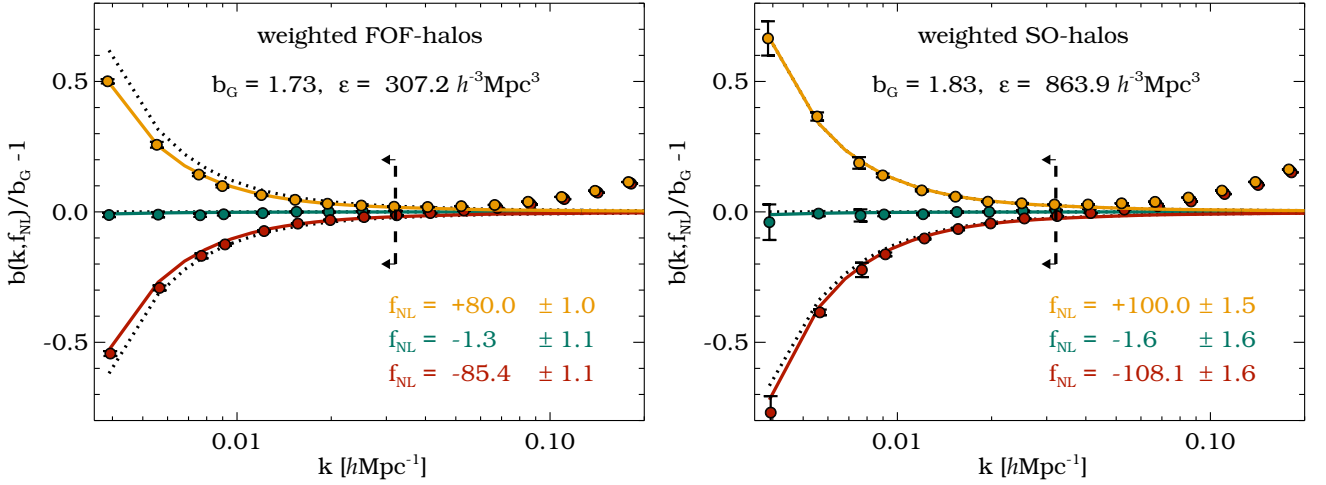 weighted FOF-halos
b_G = 1.73, ε = 307.2 h⁻³Mpc³
f_NL = +80.0 ± 1.0
f_NL = -1.3 ± 1.1
f_NL = -85.4 ± 1.1
b(k,f_NL)/b_G -1
0.5
0.0
-0.5
0.01
0.10
k [hMpc⁻¹]
weighted SO-halos
b_G = 1.83, ε = 863.9 h⁻³Mpc³
f_NL = +100.0 ± 1.5
f_NL = -1.6 ± 1.6
f_NL = -108.1 ± 1.6
b(k,f_NL)/b_G -1
0.5
0.0
-0.5
0.01
0.10
k [hMpc⁻¹]